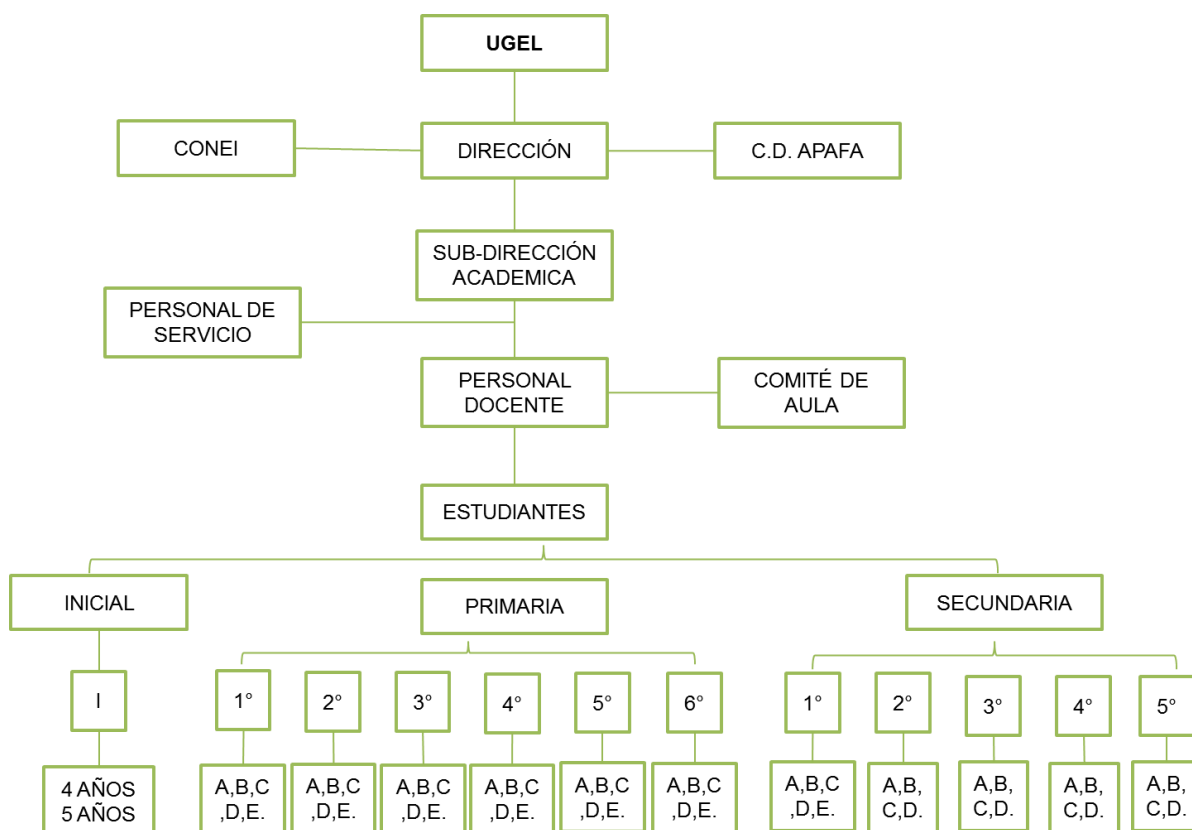 UGEL
CONEI
DIRECCIÓN
C.D. APAFA
SUB-DIRECCIÓN
ACADEMICA
PERSONAL DE
SERVICIO
PERSONAL
DOCENTE
COMITÉ DE
AULA
ESTUDIANTES
INICIAL
PRIMARIA
SECUNDARIA
I
1°
2°
3°
4°
5°
6°
1°
2°
3°
4°
5°
4 AÑOS
5 AÑOS
A,B,C
,D,E.
A,B,C
,D,E.
A,B,C
,D,E.
A,B,C
,D,E.
A,B,C
,D,E.
A,B,C
,D,E.
A,B,C
,D,E.
A,B,
C,D.
A,B,
C,D.
A,B,
C,D.
A,B,
C,D.